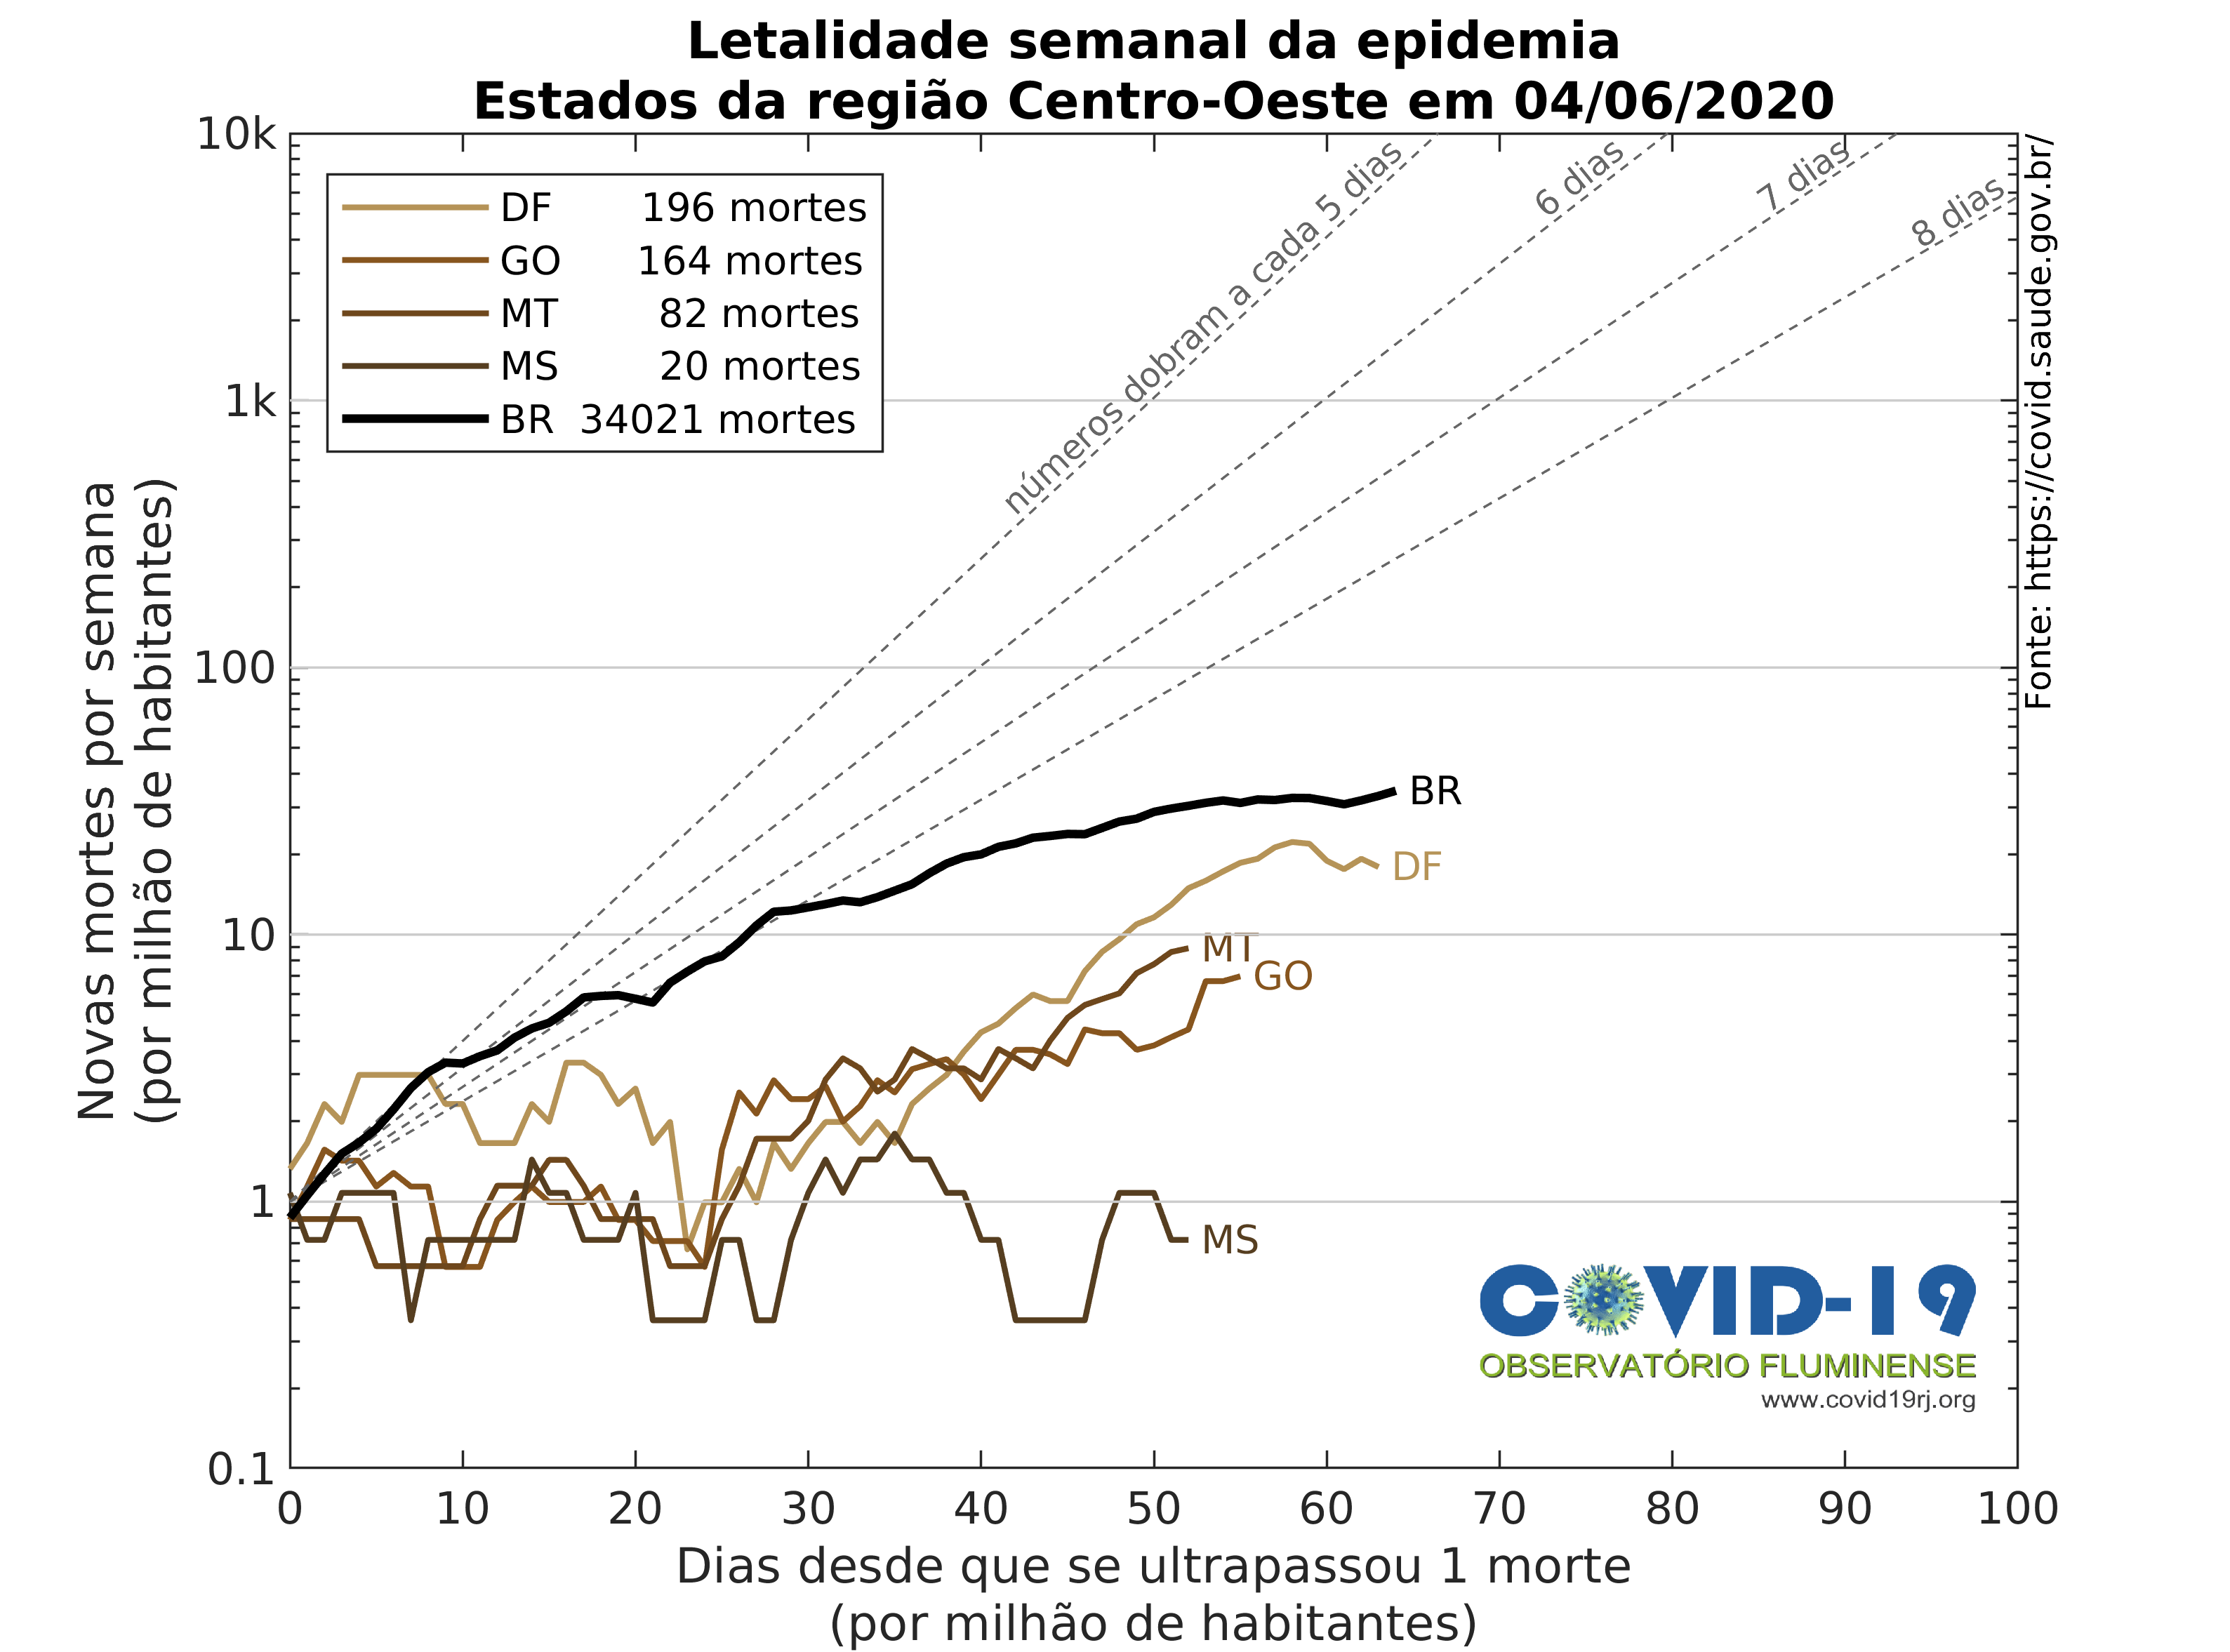 Letalidade semanal da epidemia
Estados da região Centro-Oeste em 04/06/2020
10k
1k
100
10
1
0.1
Novas mortes por semana
(por milhão de habitantes)
DF 196 mortes
GO 164 mortes
MT 82 mortes
MS 20 mortes
BR 34021 mortes
números dobram a cada 5 dias
6 dias
7 dias
8 dias
Fonte: https://covid.saude.gov.br/
BR
DF
MT
GO
MS
COVID-19
OBSERVATÓRIO FLUMINENSE
www.covid19rj.org
0 10 20 30 40 50 60 70 80 90 100
Dias desde que se ultrapassou 1 morte
(por milhão de habitantes)